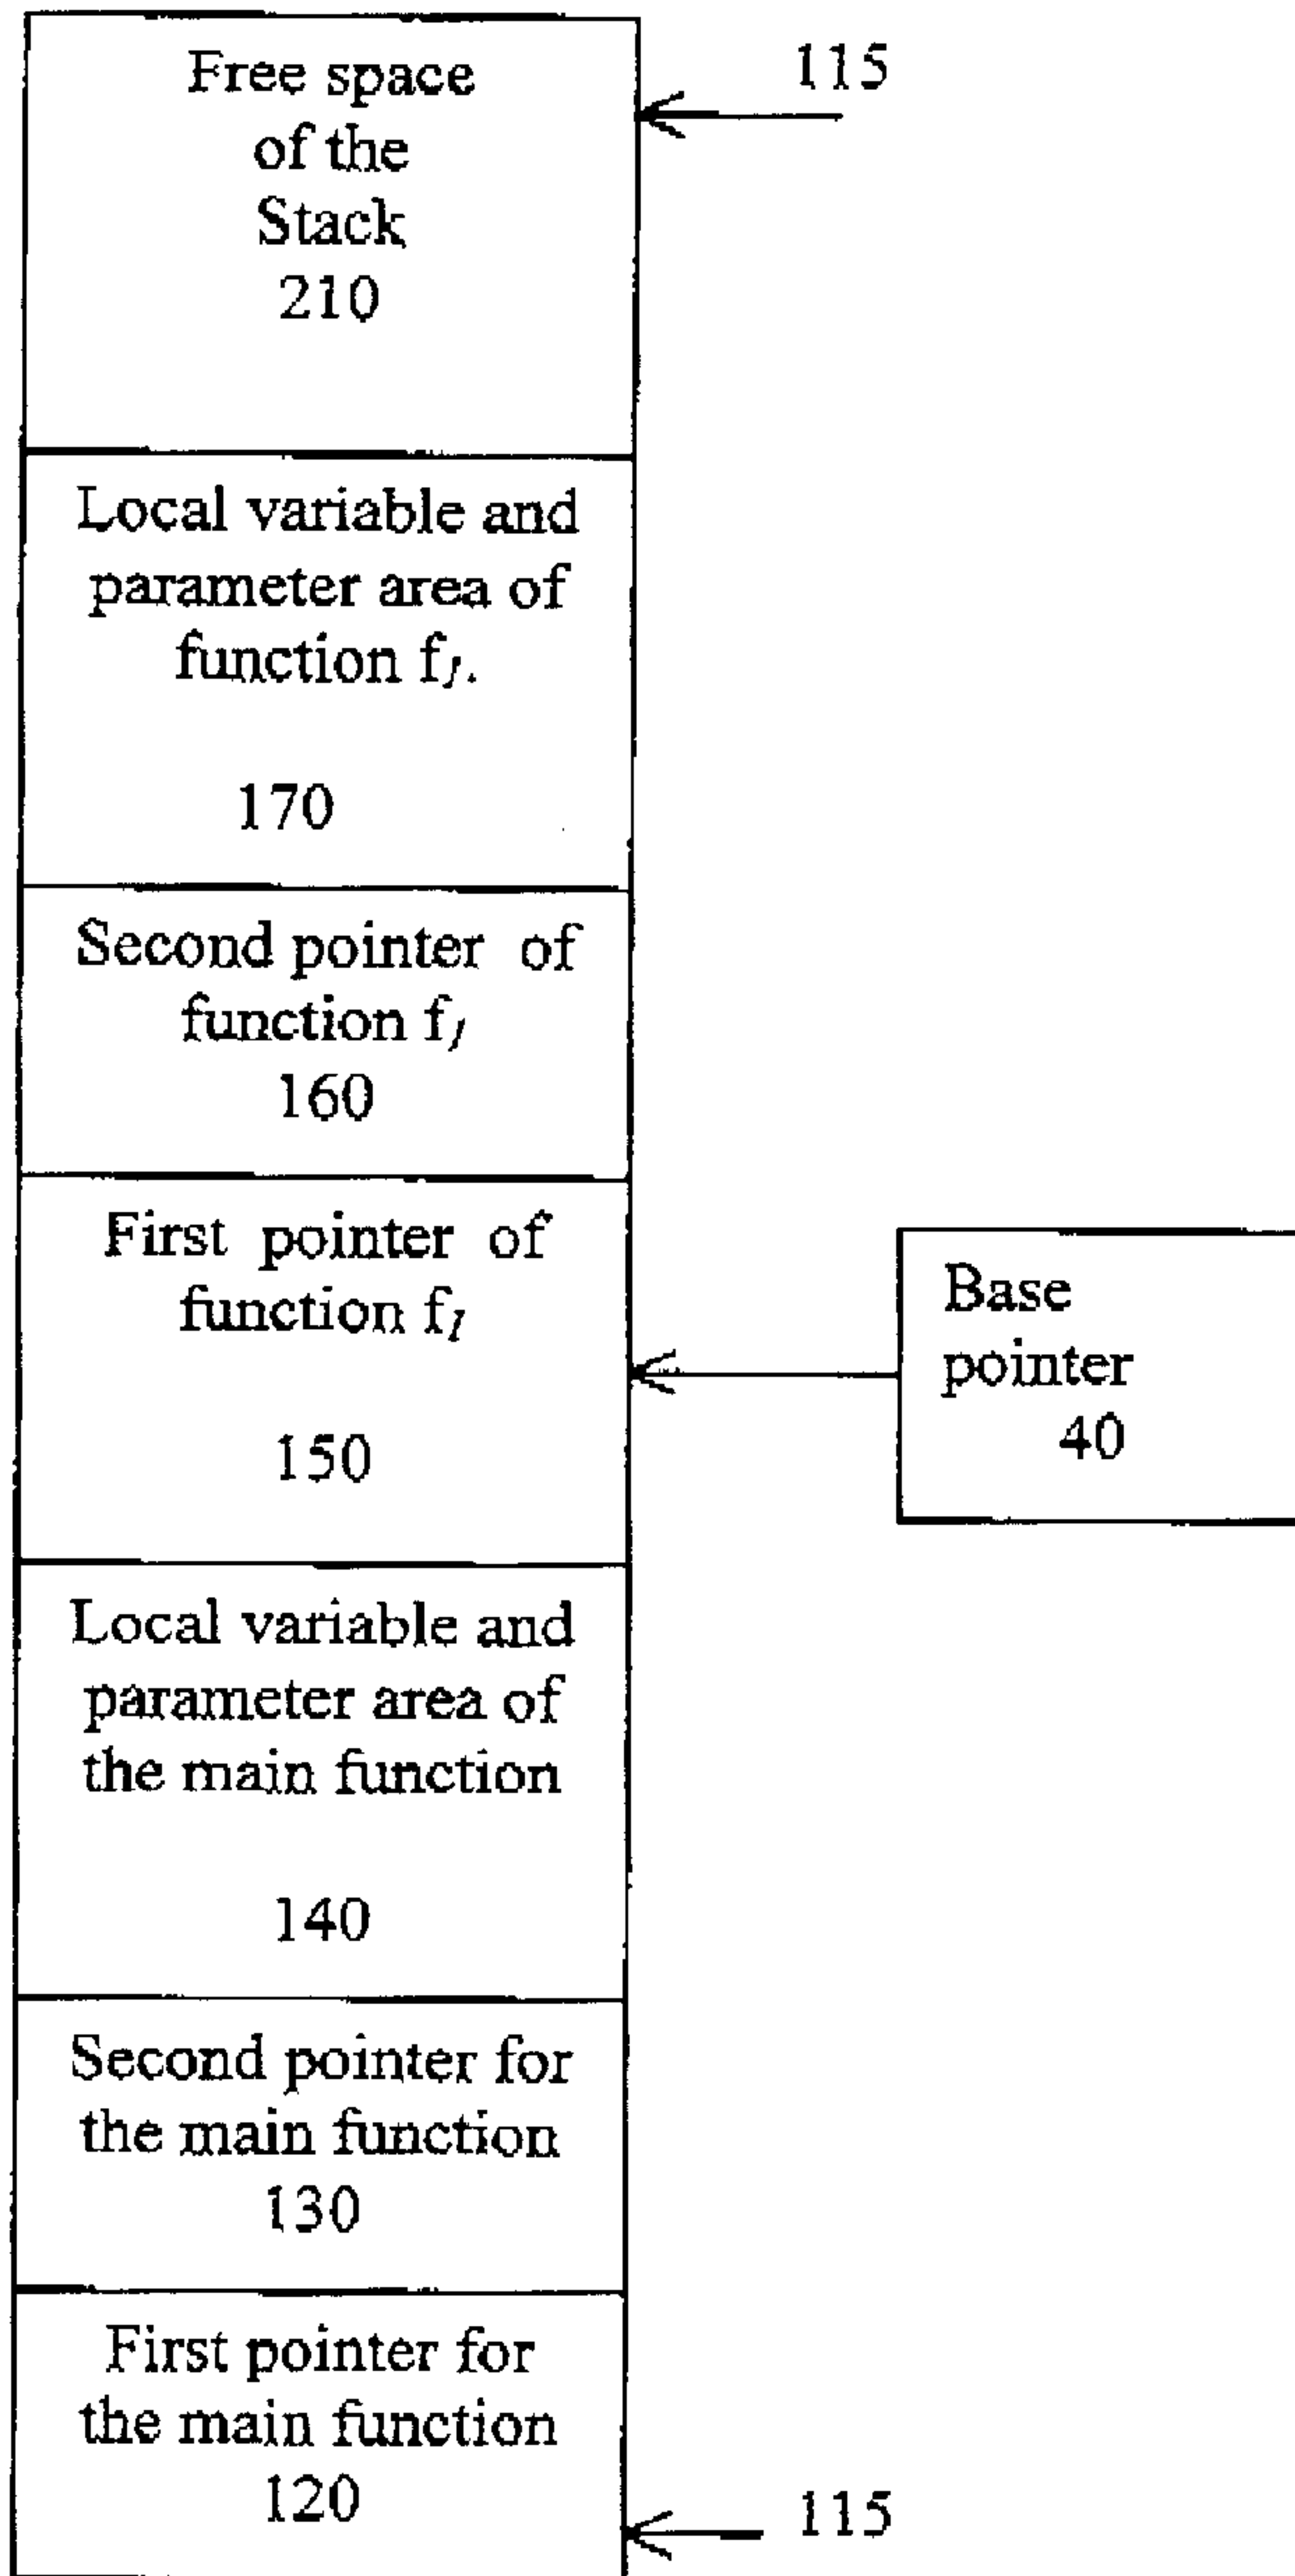 Free space
of the
Stack
210
115
Local variable and
parameter area of
function f1.
170
Second pointer of
function f1
160
First pointer of
function f1
150
Base
pointer
40
Local variable and
parameter area of
the main function
140
Second pointer for
the main function
130
First pointer for
the main function
120
115